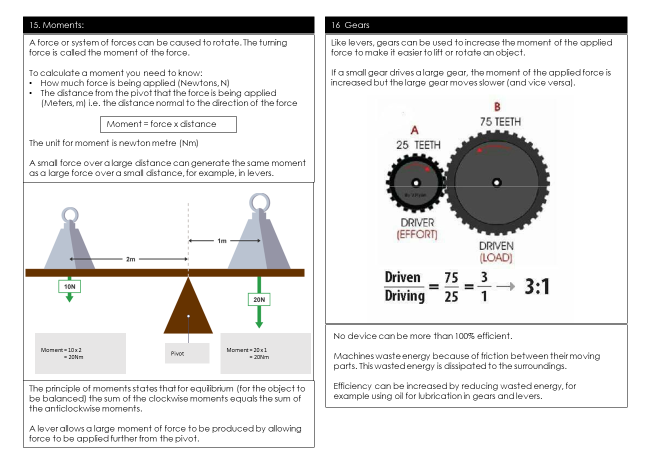 15. Moments:
A force or system of forces can be caused to rotate. The turning
force is called the moment of the force.
To calculate a moment you need to know:
• How much force is being applied (Newtons, N)
• The distance from the pivot that the force is being applied
(Meters, m) i.e. the distance normal to the direction of the force
Moment = force x distance
The unit for moment is newton metre (Nm)
A small force over a large distance can generate the same moment
as a large force over a small distance, for example, in levers.
1m
2m
10N
20N
Moment = 10 x 2
= 20Nm
Pivot
Moment = 20 x 1
= 20Nm
The principle of moments states that for equilibrium (for the object to
be balanced) the sum of the clockwise moments equals the sum of
the anticlockwise moments.
A lever allows a large moment of force to be produced by allowing
force to be applied further from the pivot.
16 Gears
Like levers, gears can be used to increase the moment of the applied
force to make it easier to lift or rotate an object.
If a small gear drives a large gear, the moment of the applied force is
increased but the large gear moves slower (and vice versa).
B
75 TEETH
A
25 TEETH
DRIVER
(EFFORT)
DRIVEN
(LOAD)
Driven
Driving
= 75/25 = 3/1 → 3:1
No device can be more than 100% efficient.
Machines waste energy because of friction between their moving
parts. This wasted energy is dissipated to the surroundings.
Efficiency can be increased by reducing wasted energy, for
example using oil for lubrication in gears and levers.